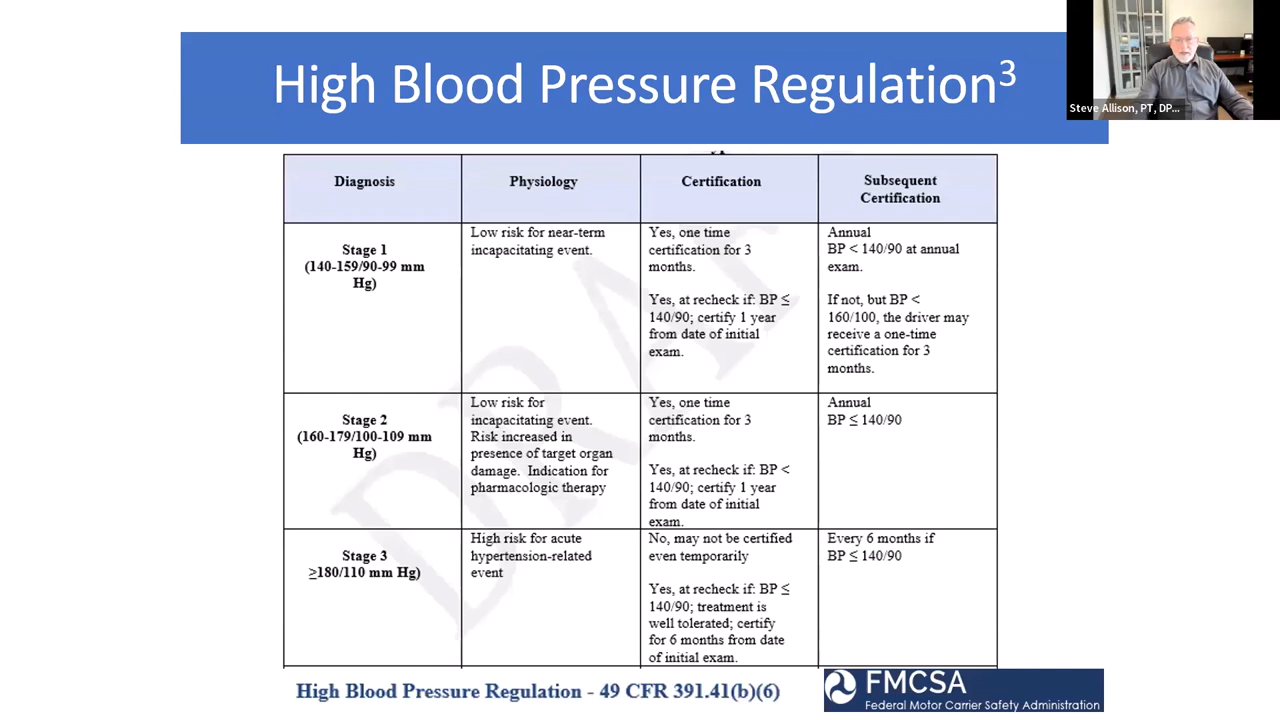 High Blood Pressure Regulation3
Steve Allison, PT, DP...
Diagnosis
Physiology
Certification
Subsequent
Certification
Stage 1
(140-159/90-99 mm
Hg)
Low risk for near-term
incapacitating event.
Yes, one time
certification for 3
months.
Yes, at recheck if: BP ≤
140/90; certify 1 year
from date of initial
exam.
Annual
BP < 140/90 at annual
exam.
If not, but BP <
160/100, the driver may
receive a one-time
certification for 3
months.
Stage 2
(160-179/100-109 mm
Hg)
Low risk for
incapacitating event.
Risk increased in
presence of target organ
damage. Indication for
pharmacologic therapy
Yes, one time
certification for 3
months.
Yes, at recheck if: BP <
140/90; certify 1 year
from date of initial
exam.
Annual
BP ≤ 140/90
Stage 3
≥180/110 mm Hg)
High risk for acute
hypertension-related
event
No, may not be certified
even temporarily
Yes, at recheck if: BP ≤
140/90; treatment is
well tolerated; certify
for 6 months from date
of initial exam.
Every 6 months if
BP ≤ 140/90
DRAFT
High Blood Pressure Regulation - 49 CFR 391.41(b)(6)
FMCSA
Federal Motor Carrier Safety Administration